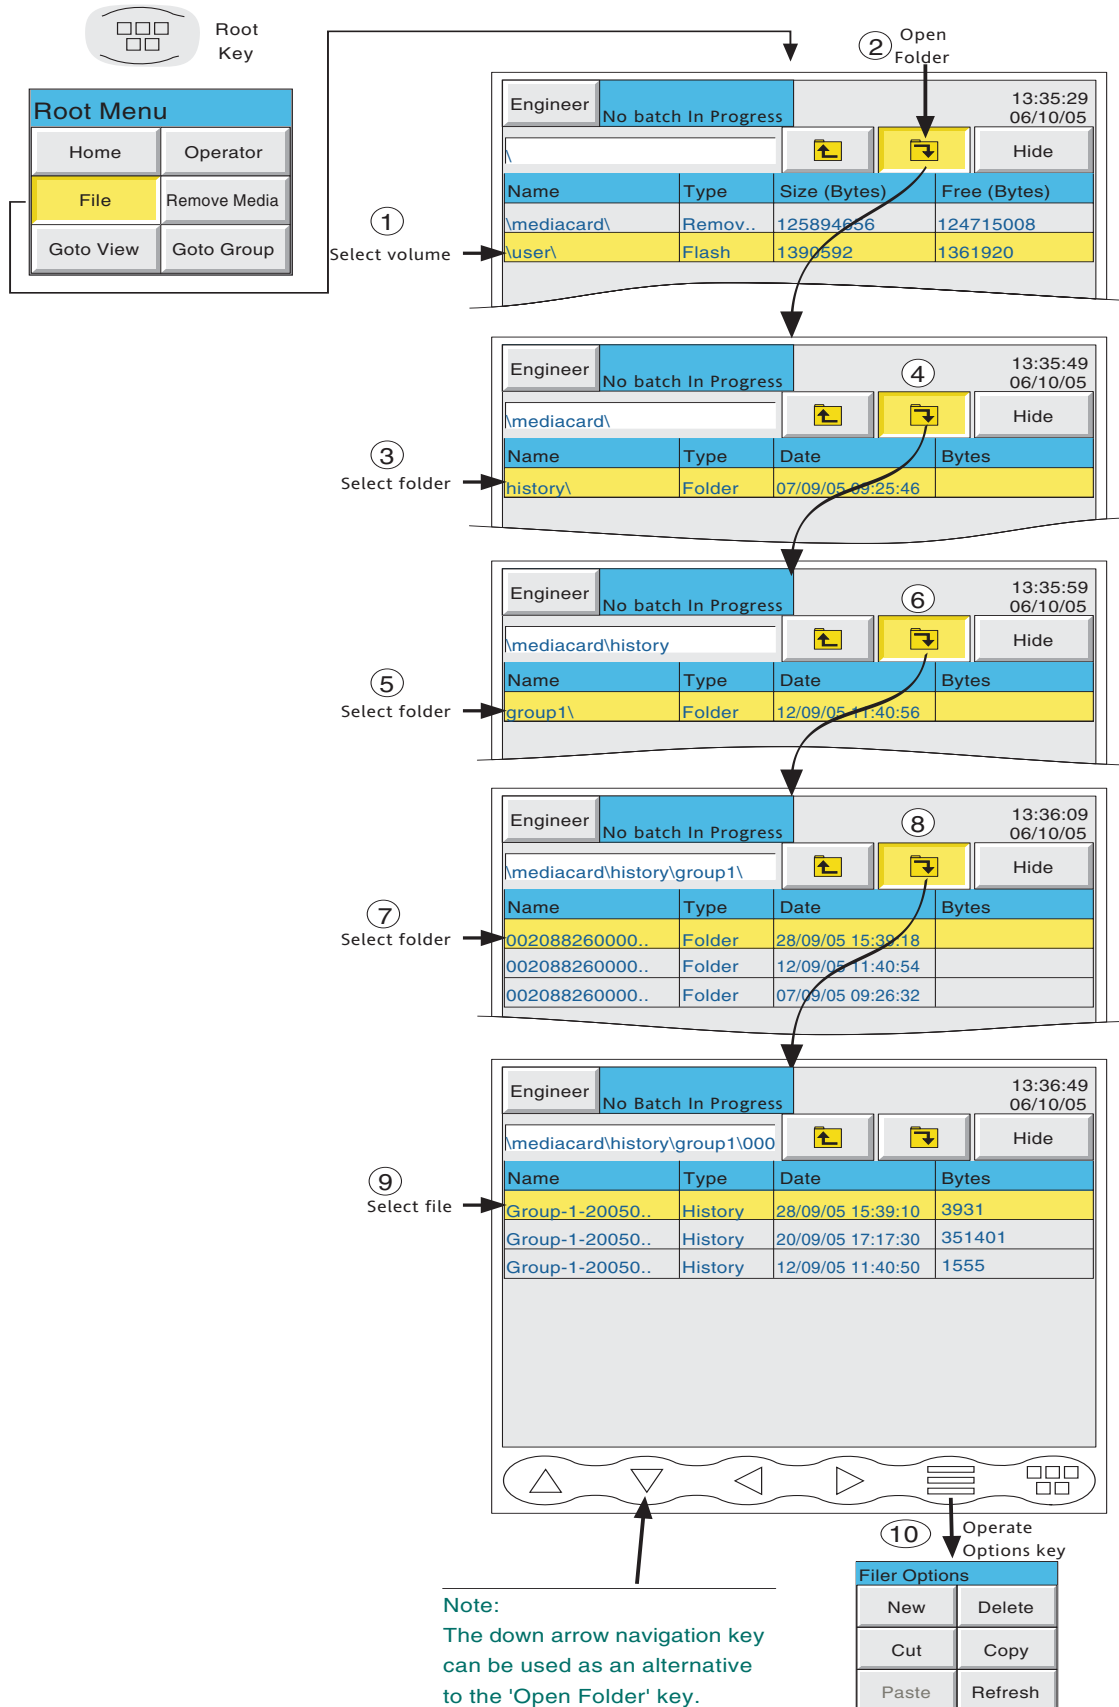 Root
Key
Root Menu
Home Operator
File Remove Media
Goto View Goto Group
2 Open
Folder
Engineer No batch In Progress 13:35:29
06/10/05
\ Hide
Name Type Size (Bytes) Free (Bytes)
\mediacard\ Remov.. 125894656 124715008
\user\ Flash 1390592 1361920
1
Select volume
Engineer No batch In Progress 4 13:35:49
06/10/05
\mediacard\ Hide
Name Type Date Bytes
history\ Folder 07/09/05 09:25:46
3
Select folder
Engineer No batch In Progress 6 13:35:59
06/10/05
\mediacard\history Hide
Name Type Date Bytes
group1\ Folder 12/09/05 11:40:56
5
Select folder
Engineer No batch In Progress 8 13:36:09
06/10/05
\mediacard\history\group1\ Hide
Name Type Date Bytes
002088260000.. Folder 28/09/05 15:39:18
002088260000.. Folder 12/09/05 11:40:54
002088260000.. Folder 07/09/05 09:26:32
7
Select folder
Engineer No Batch In Progress 13:36:49
06/10/05
\mediacard\history\group1\000 Hide
Name Type Date Bytes
Group-1-20050.. History 28/09/05 15:39:10 3931
Group-1-20050.. History 20/09/05 17:17:30 351401
Group-1-20050.. History 12/09/05 11:40:50 1555
9
Select file
10 Operate
Options key
Filer Options
New Delete
Cut Copy
Paste Refresh
Note:
The down arrow navigation key
can be used as an alternative
to the 'Open Folder' key.